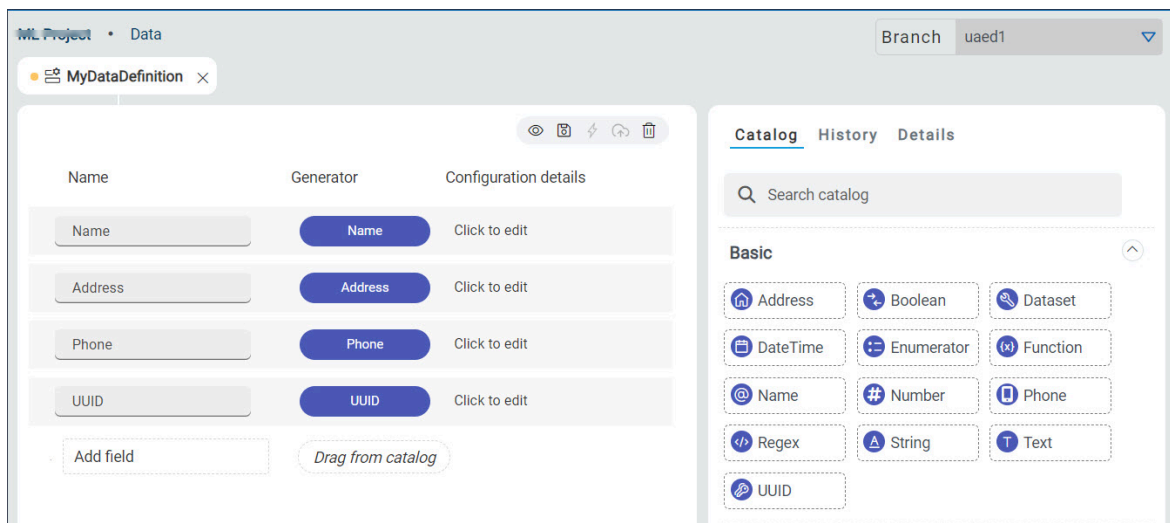 ML Project • Data
Branch uaed1
MyDataDefinition
Catalog History Details
Name Generator Configuration details
Search catalog
Name Name Click to edit
Basic
Address Address Click to edit
Address Boolean Dataset
Phone Phone Click to edit
DateTime Enumerator Function
UUID UUID Click to edit
Name Number Phone
Add field Drag from catalog
Regex String Text
UUID